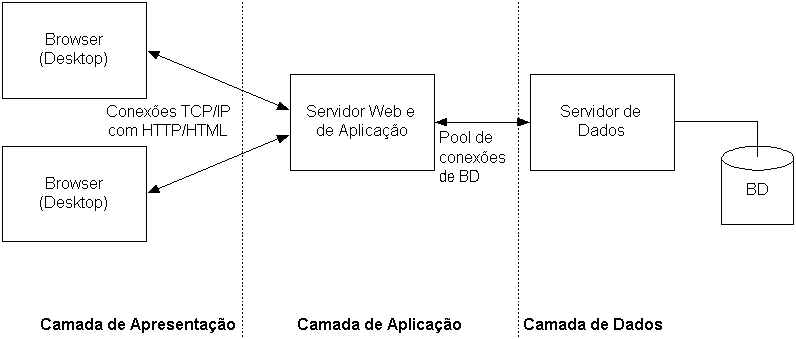 Browser
(Desktop)
Conexões TCP/IP
com HTTP/HTML
Browser
(Desktop)
Servidor Web e
de Aplicação
Pool de
conexões
de BD
Servidor de
Dados
BD
Camada de Apresentação
Camada de Aplicação
Camada de Dados